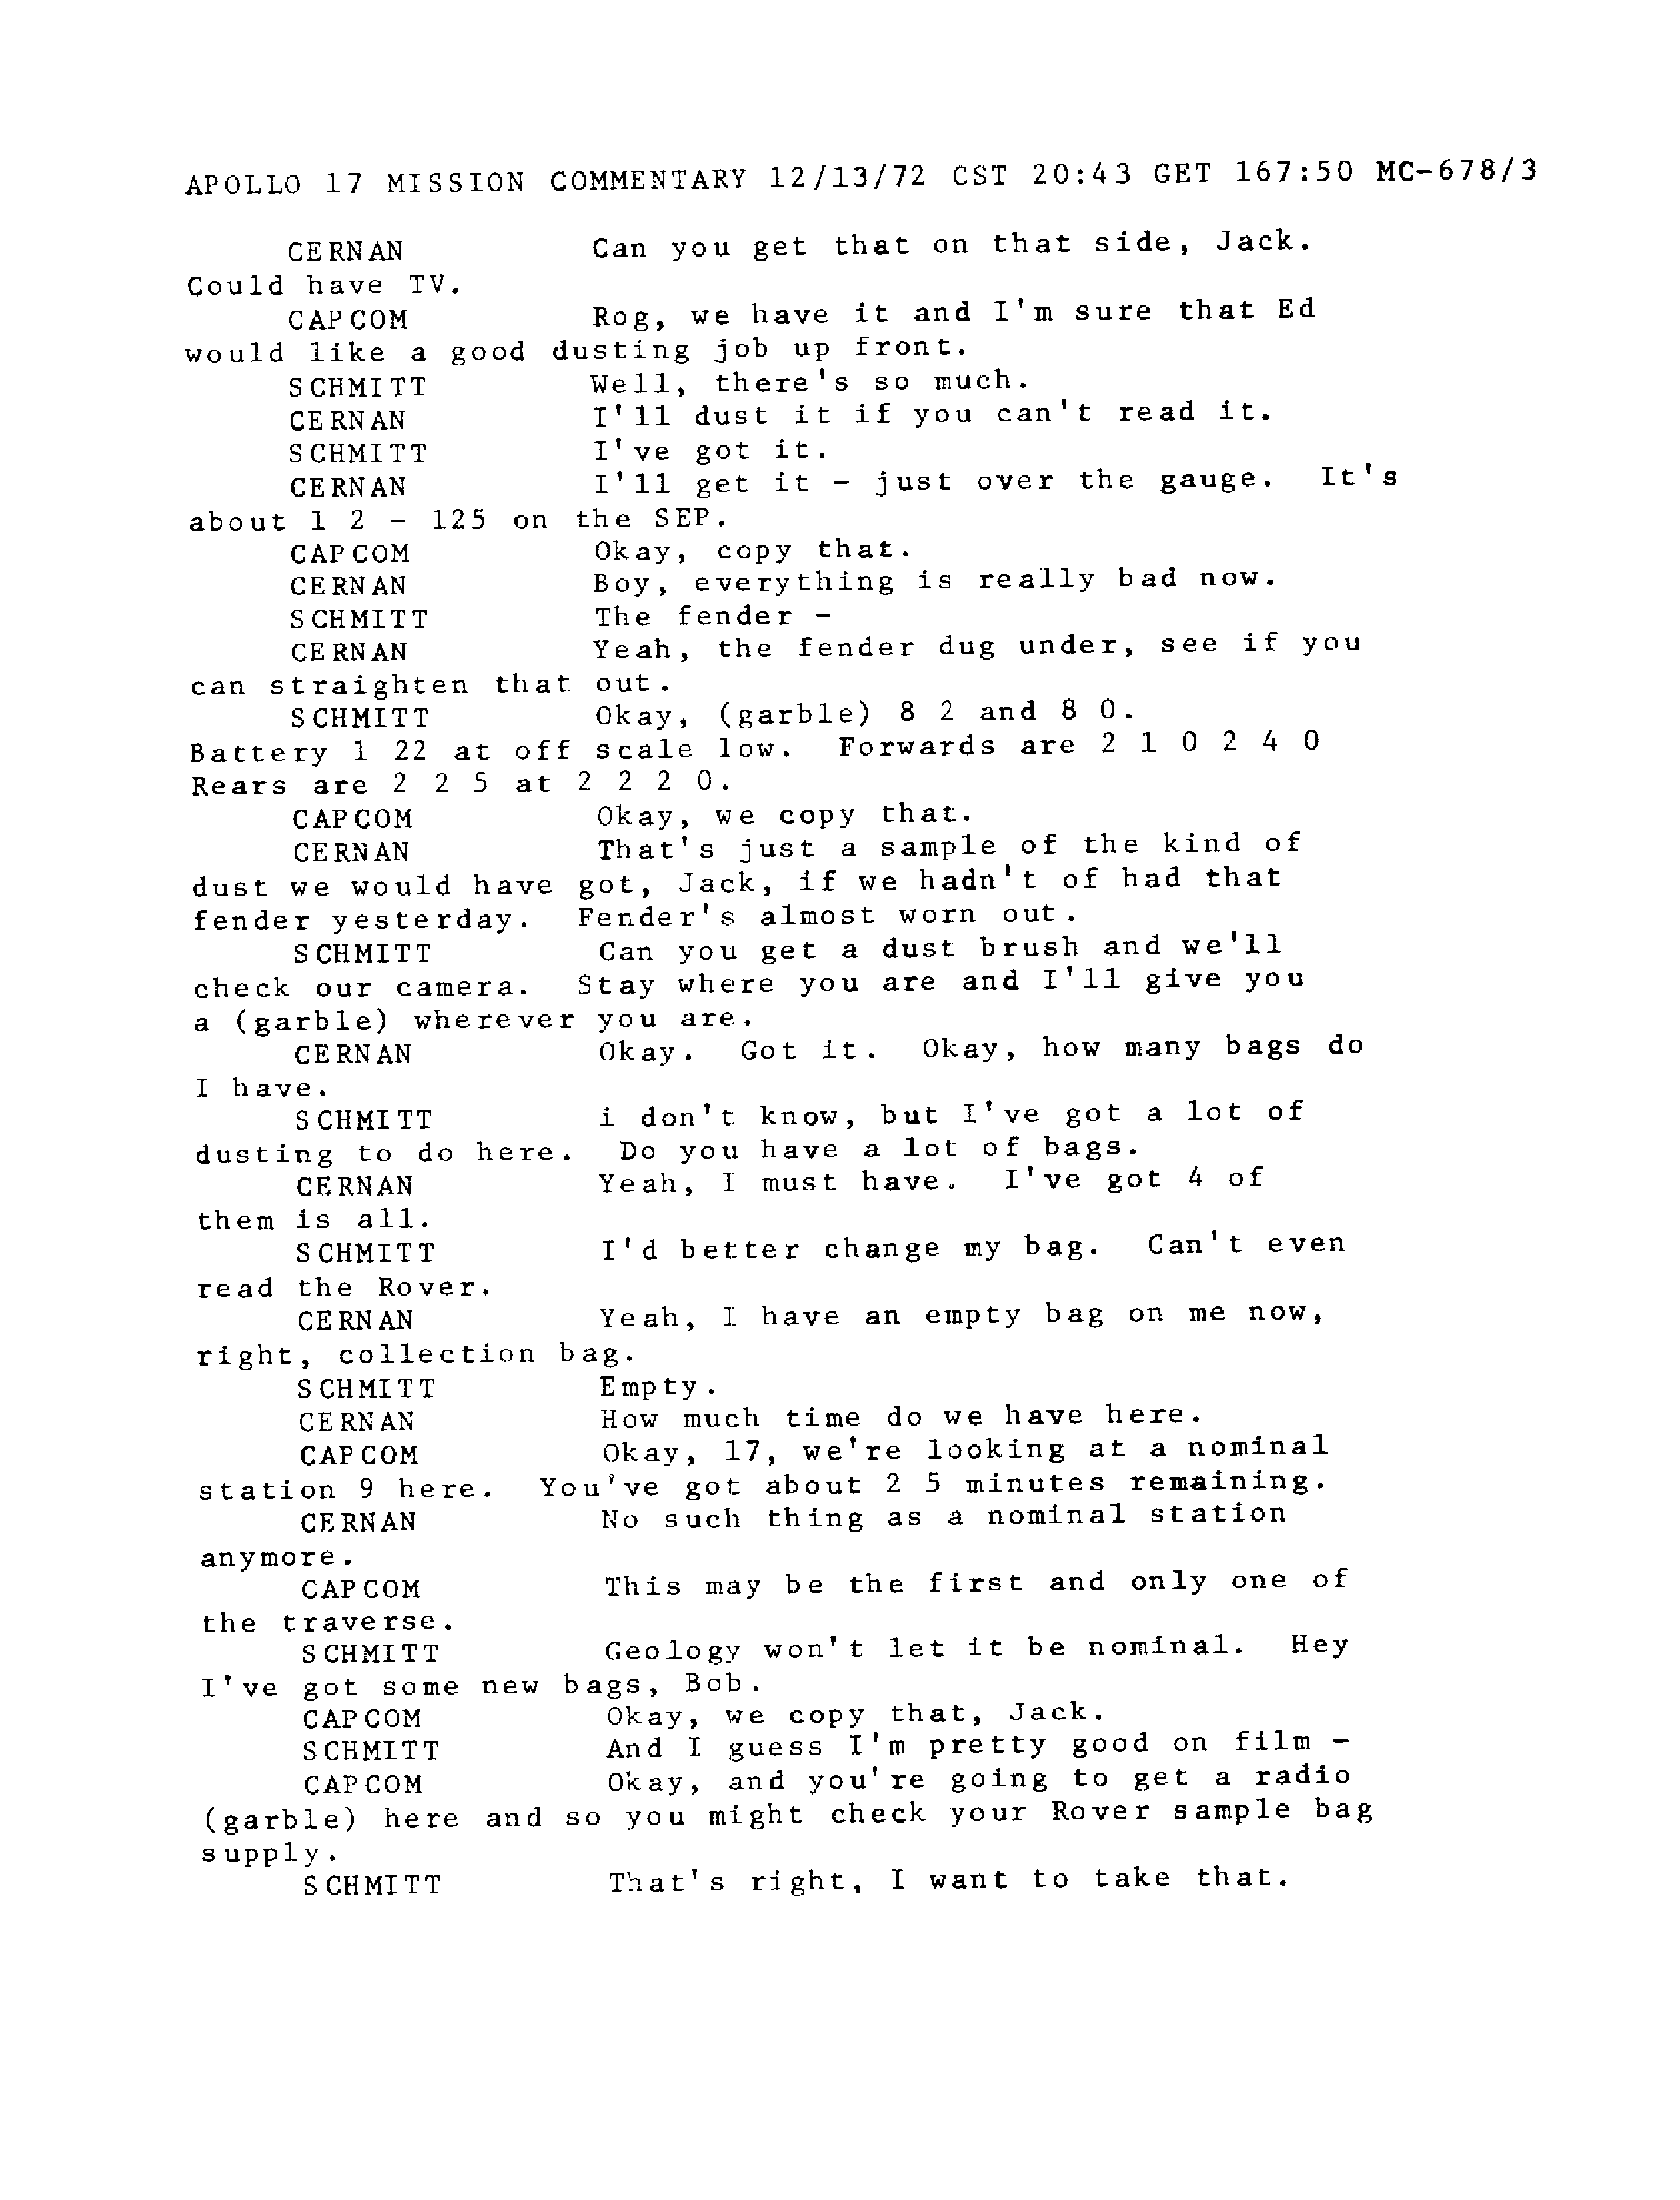 APOLLO 17 MISSION COMMENTARY 12/13/72 CST 20:43 GET 167:50 MC-678/3
CERNAN Can you get that on that side, Jack.
Could have TV.
CAPCOM Rog, we have it and I'm sure that Ed
would like a good dusting job up front.
SCHMITT Well, there's so much.
CERNAN I'll dust it if you can't read it.
SCHMITT I've got it.
CERNAN I'll get it - just over the gauge. It's
about 1 2 - 125 on the SEP.
CAPCOM Okay, copy that.
CERNAN Boy, everything is really bad now.
SCHMITT The fender -
CERNAN Yeah, the fender dug under, see if you
can straighten that out.
SCHMITT Okay, (garble) 8 2 and 8 0.
Battery 1 22 at off scale low. Forwards are 2 1 0 2 4 0
Rears are 2 2 5 at 2 2 2 0.
CAPCOM Okay, we copy that.
CERNAN That's just a sample of the kind of
dust we would have got, Jack, if we hadn't of had that
fender yesterday. Fender's almost worn out.
SCHMITT Can you get a dust brush and we'll
check our camera. Stay where you are and I'll give you
a (garble) wherever you are.
CERNAN Okay. Got it. Okay, how many bags do
I have.
SCHMITT i don't know, but I've got a lot of
dusting to do here. Do you have a lot of bags.
CERNAN Yeah, I must have. I've got 4 of
them is all.
SCHMITT I'd better change my bag. Can't even
read the Rover.
CERNAN Yeah, I have an empty bag on me now,
right, collection bag.
SCHMITT Empty.
CERNAN How much time do we have here.
CAPCOM Okay, 17, we're looking at a nominal
station 9 here. You've got about 2 5 minutes remaining.
CERNAN No such thing as a nominal station
anymore.
CAPCOM This may be the first and only one of
the traverse.
SCHMITT Geology won't let it be nominal. Hey
I've got some new bags, Bob.
CAPCOM Okay, we copy that, Jack.
SCHMITT And I guess I'm pretty good on film -
CAPCOM Okay, and you're going to get a radio
(garble) here and so you might check your Rover sample bag
supply.
SCHMITT That's right, I want to take that.